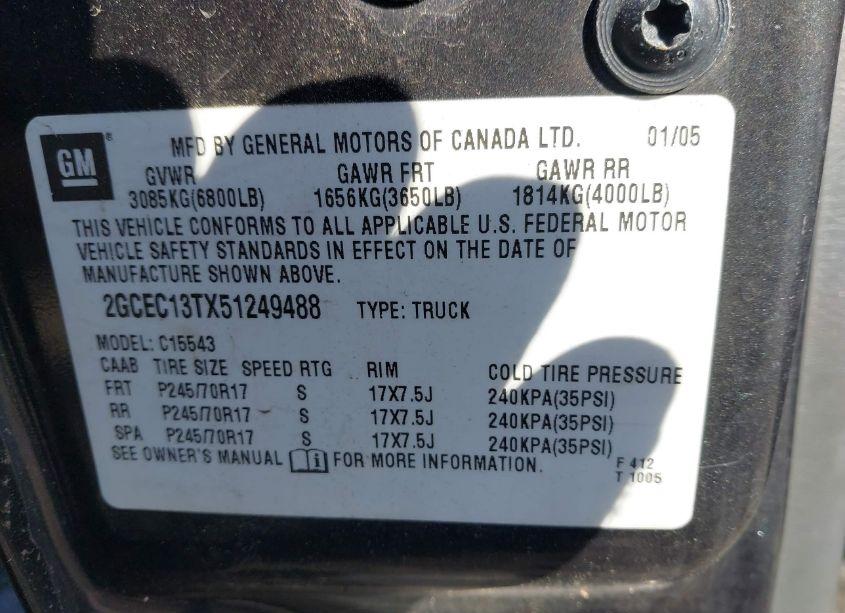 GM ® MFD BY GENERAL MOTORS OF CANADA LTD. 01/05
GVWR GAWR FRT GAWR RR
3085KG(6800LB) 1656KG(3650LB) 1814KG(4000LB)
THIS VEHICLE CONFORMS TO ALL APPLICABLE U.S. FEDERAL MOTOR
VEHICLE SAFETY STANDARDS IN EFFECT ON THE DATE OF
MANUFACTURE SHOWN ABOVE.
2GCEC13TX51249488 TYPE: TRUCK
MODEL: C15543
CAAB TIRE SIZE SPEED RTG RIM COLD TIRE PRESSURE
FRT P245/70R17 S 17X7.5J 240KPA(35PSI)
RR P245/70R17 S 17X7.5J 240KPA(35PSI)
SPA P245/70R17 S 17X7.5J 240KPA(35PSI)
SEE OWNER'S MANUAL FOR MORE INFORMATION.
F 412
T 1005